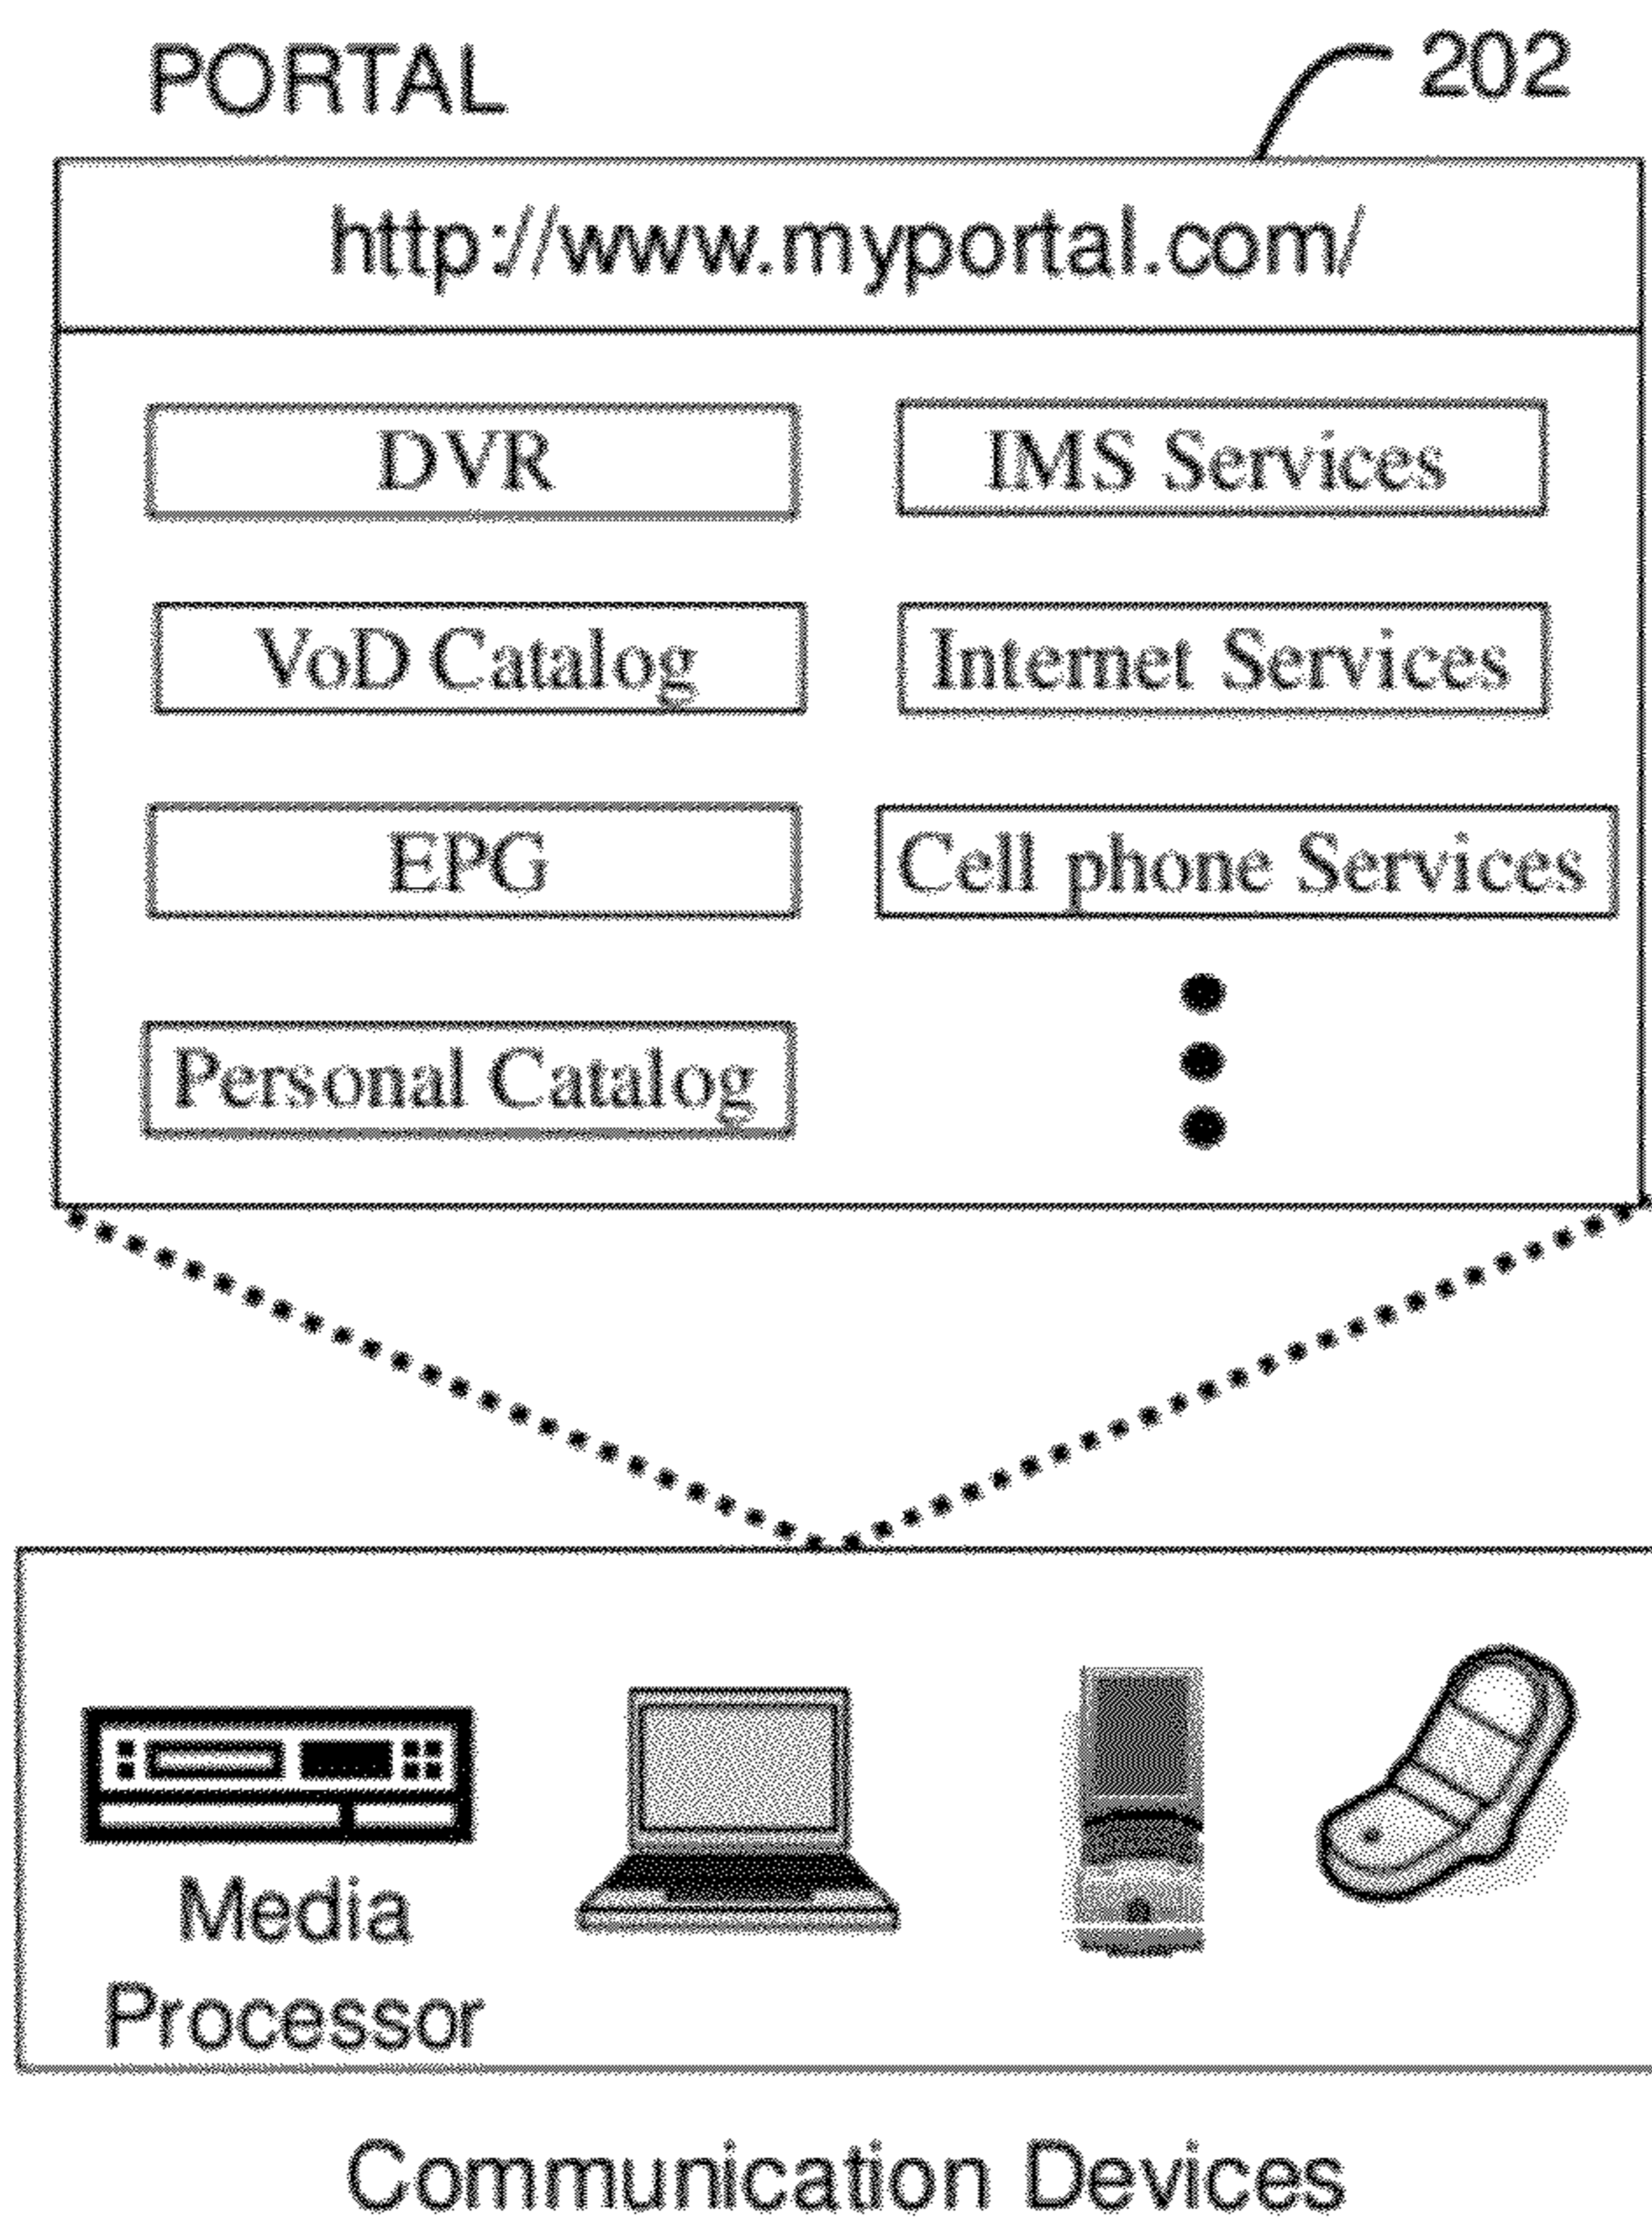 PORTAL
202
http://www.myportal.com/
DVR
IMS Services
VoD Catalog
Internet Services
EPG
Cell phone Services
Personal Catalog
Media
Processor
Communication Devices